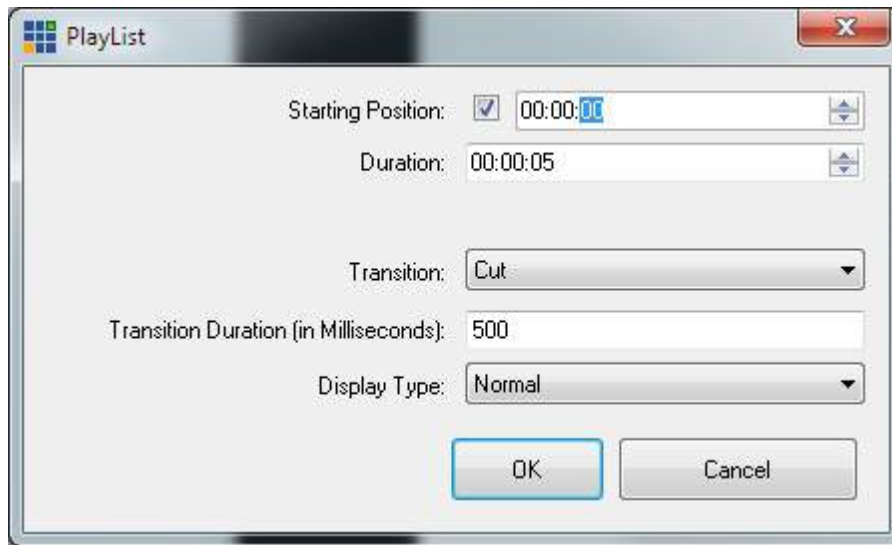 PlayList
Starting Position: 00:00:00
Duration: 00:00:05
Transition: Cut
Transition Duration (in Milliseconds): 500
Display Type: Normal
OK Cancel